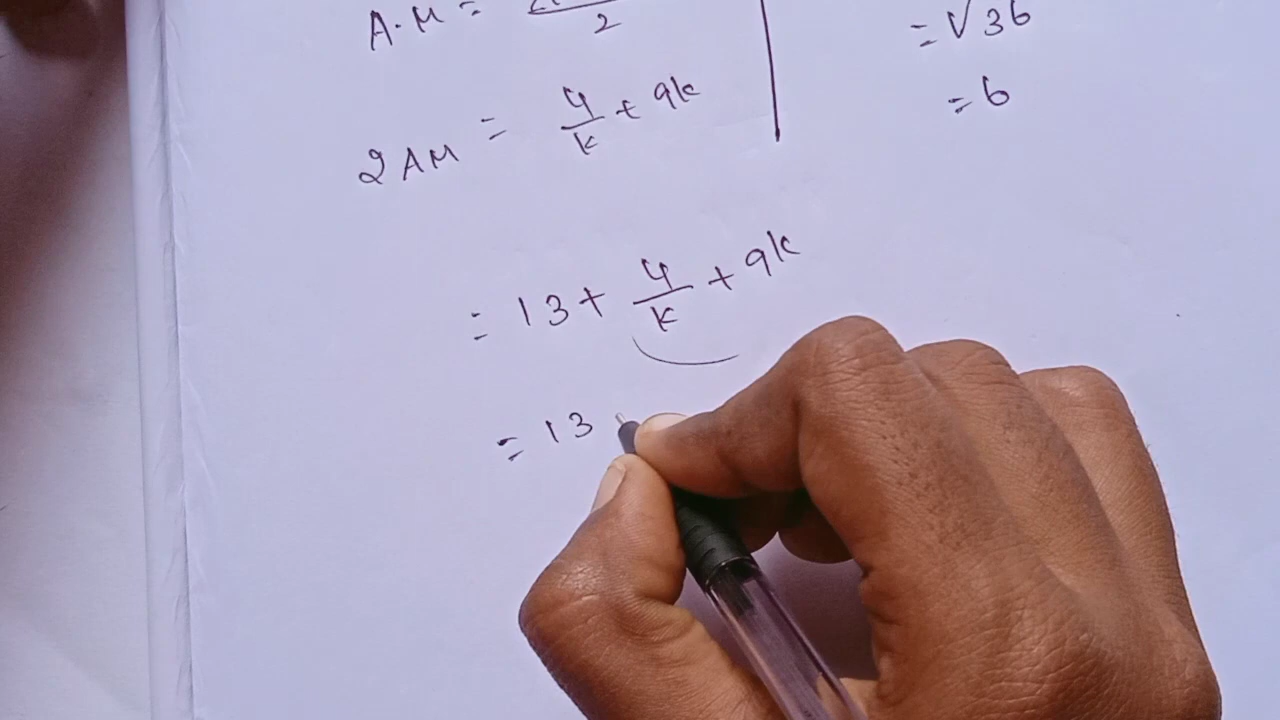 A.M = 2
= √36
2AM = 4/k + 9k
= 6
= 13 + 4/k + 9k
= 13